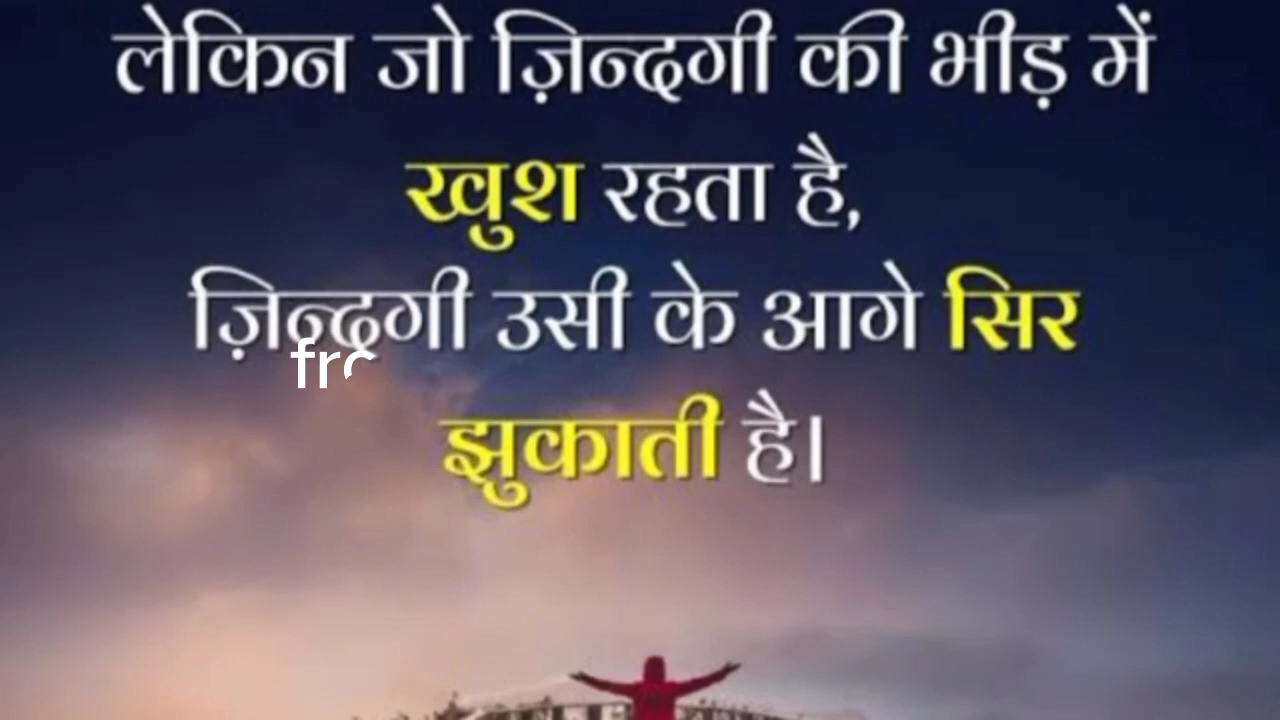 लेकिन जो ज़िन्दगी की भीड़ में
खुश रहता है,
ज़िन्दगी उसी के आगे सिर
झुकाती है।